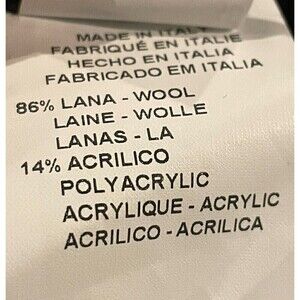 MADE IN ITALY
FABRIQUÉ EN ITALIE
HECHO EN ITALIA
FABRICADO EM ITALIA
86% LANA - WOOL
LAINE - WOLLE
LANAS - LA
14% ACRILICO
POLYACRYLIC
ACRYLIQUE - ACRYLIC
ACRILICO - ACRILICA